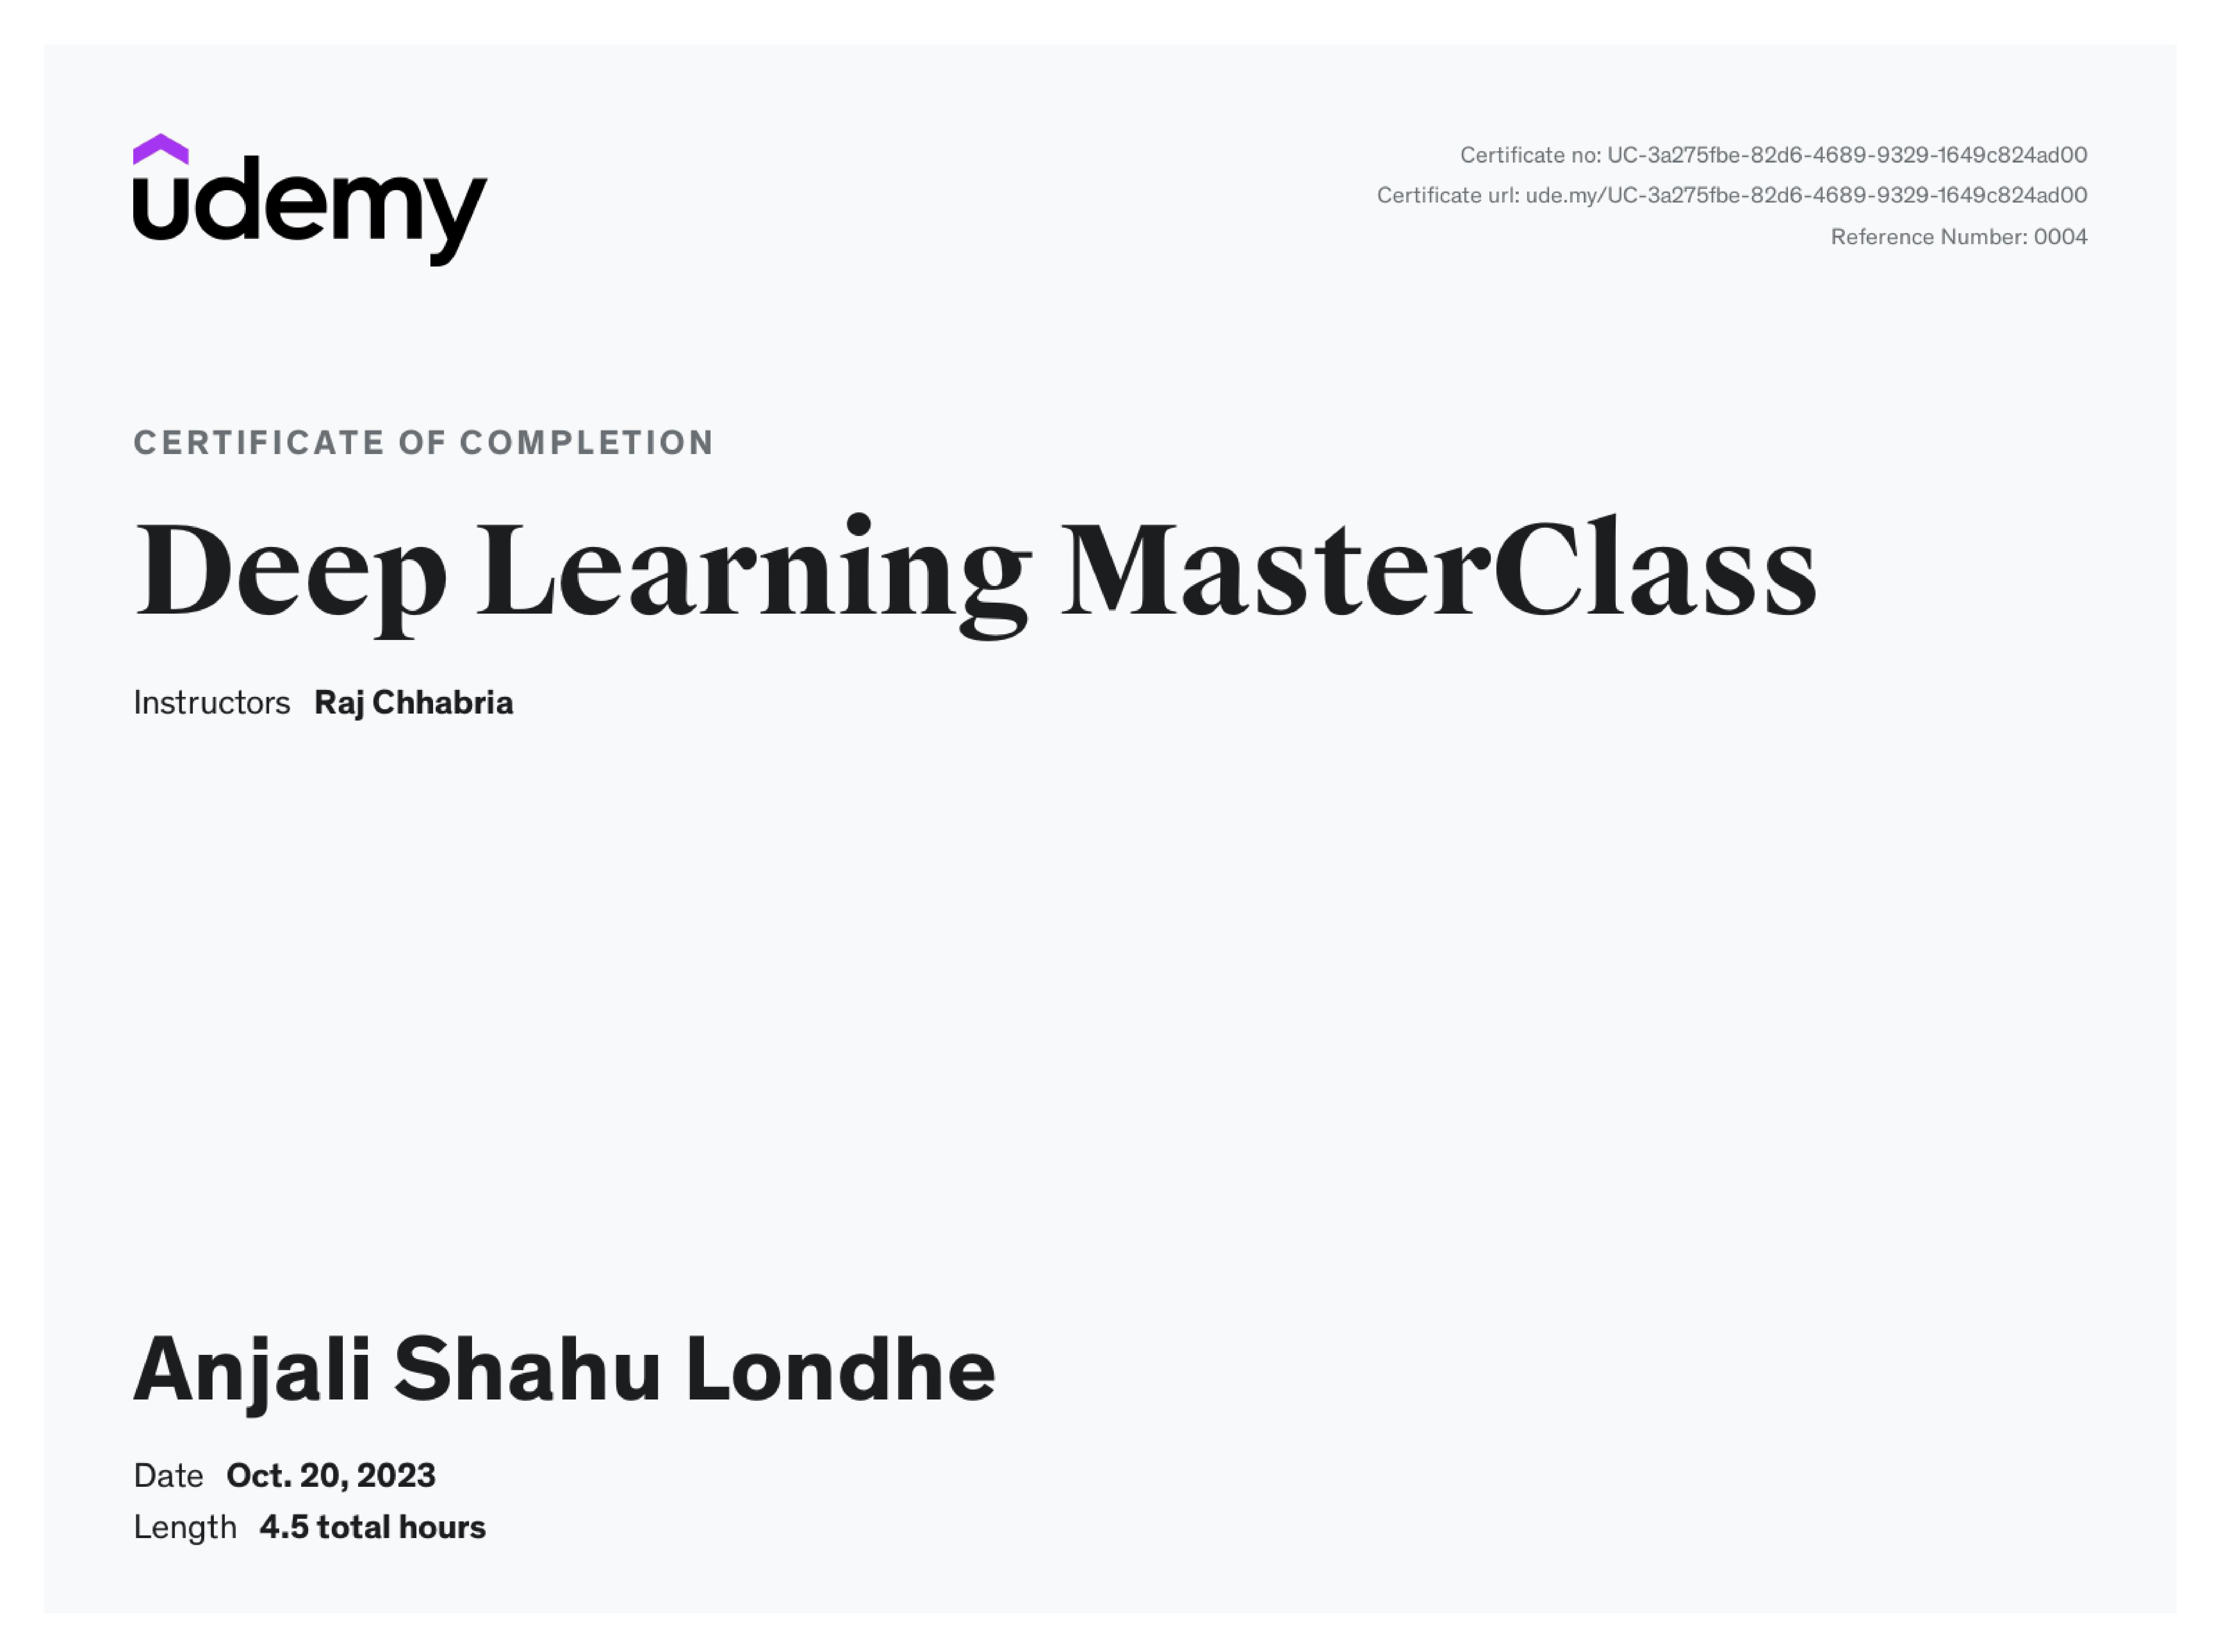 udemy
Certificate no: UC-3a275fbe-82d6-4689-9329-1649c824ad00
Certificate url: ude.my/UC-3a275fbe-82d6-4689-9329-1649c824ad00
Reference Number: 0004
CERTIFICATE OF COMPLETION
Deep Learning MasterClass
Instructors Raj Chhabria
Anjali Shahu Londhe
Date Oct. 20, 2023
Length 4.5 total hours